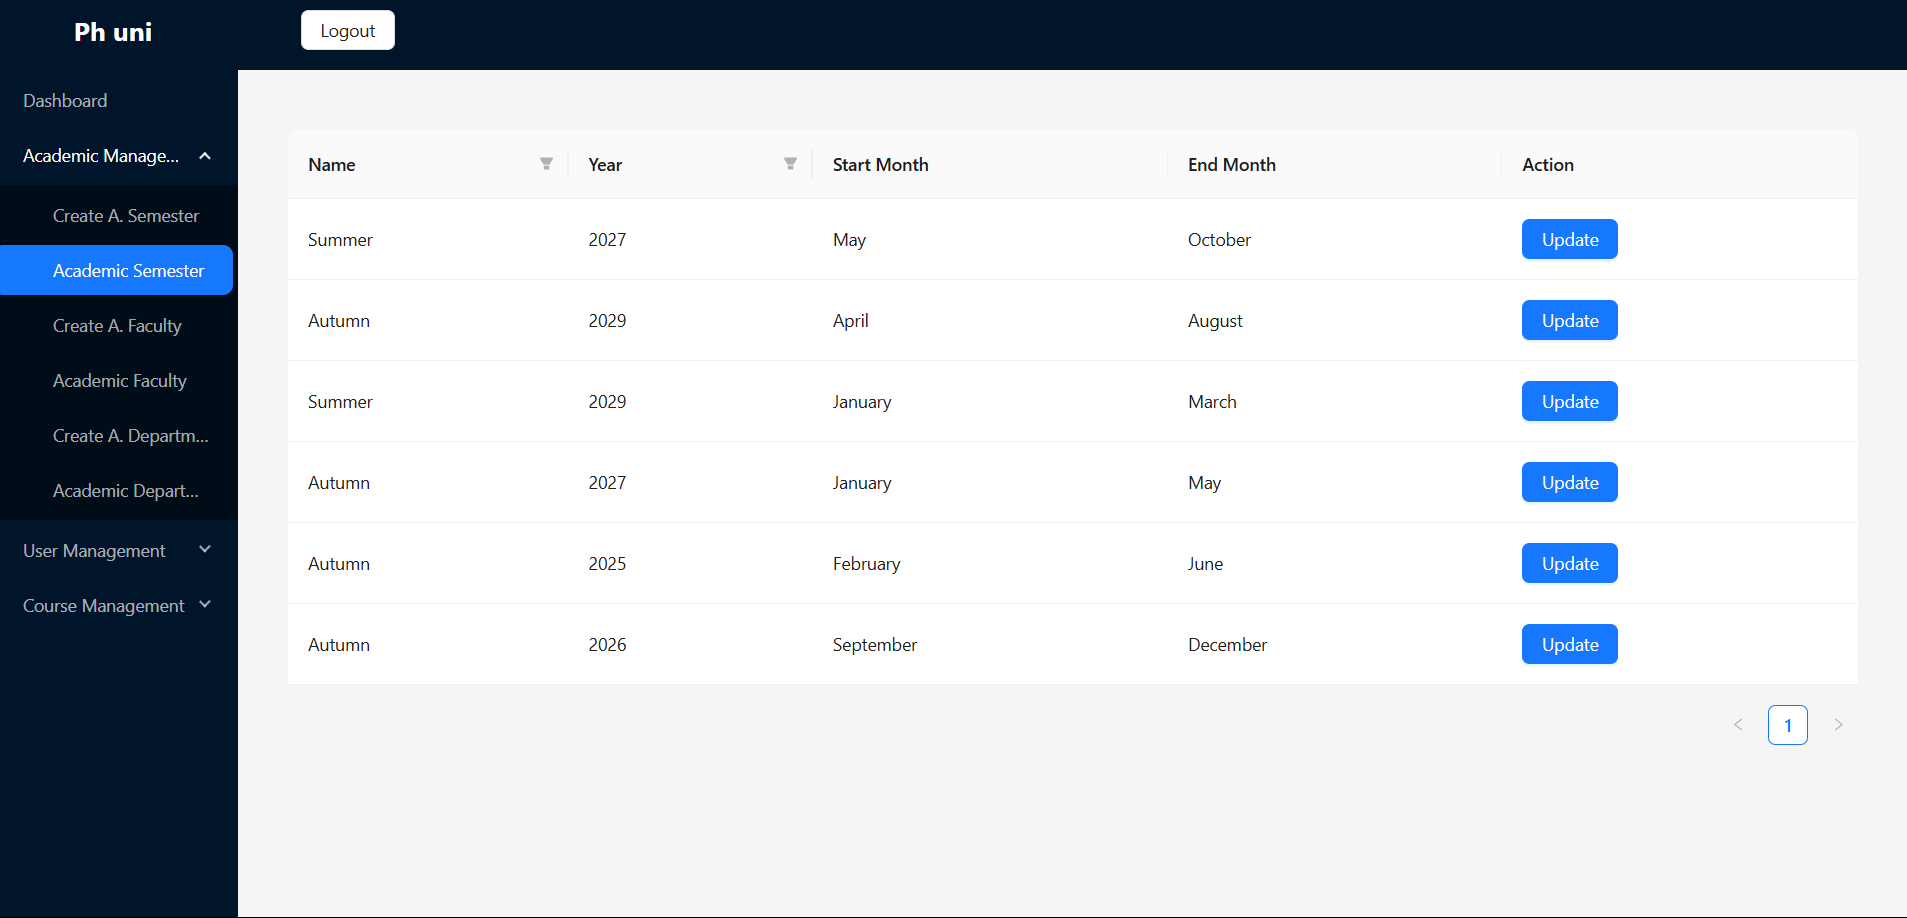 Ph uni
Logout
Dashboard
Academic Manage...
Create A. Semester
Academic Semester
Create A. Faculty
Academic Faculty
Create A. Departm...
Academic Depart...
User Management
Course Management
Name Year Start Month End Month Action
Summer 2027 May October Update
Autumn 2029 April August Update
Summer 2029 January March Update
Autumn 2027 January May Update
Autumn 2025 February June Update
Autumn 2026 September December Update
1